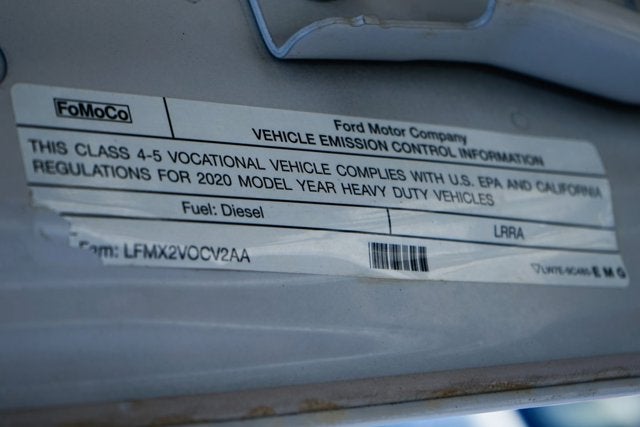 FoMoCo
Ford Motor Company
VEHICLE EMISSION CONTROL INFORMATION
THIS CLASS 4-5 VOCATIONAL VEHICLE COMPLIES WITH U.S. EPA AND CALIFORNIA
REGULATIONS FOR 2020 MODEL YEAR HEAVY DUTY VEHICLES
Fuel: Diesel
LRRA
Fam: LFMX2VOCV2AA
EMG